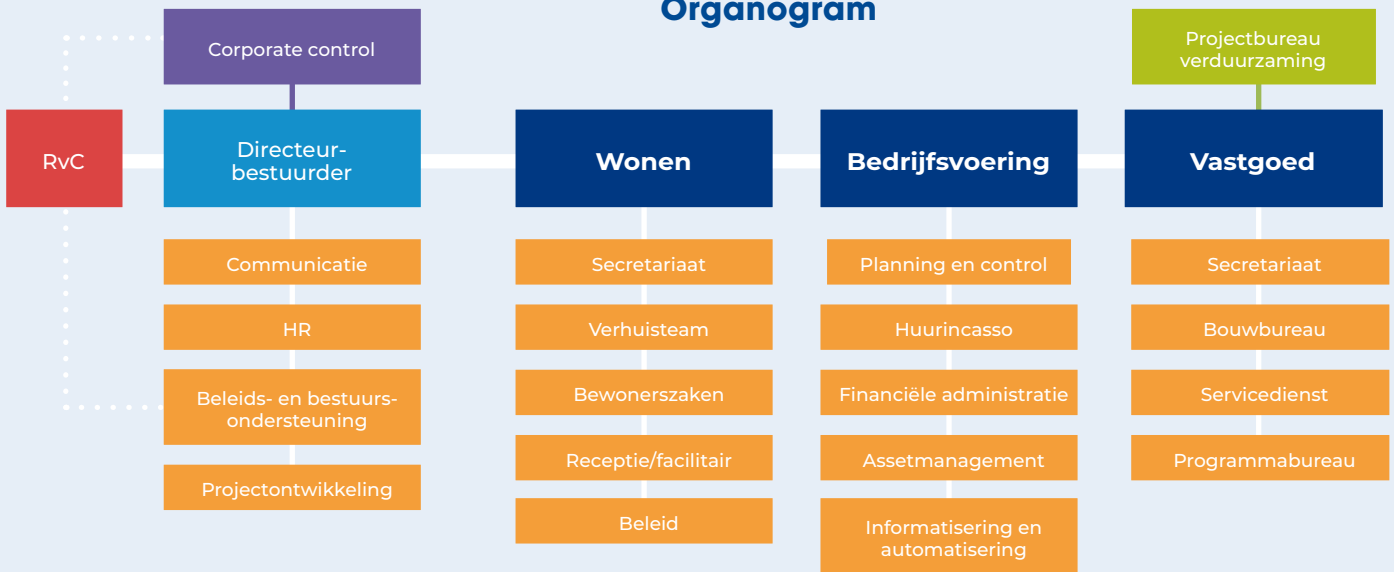 Organogram
Corporate control
Projectbureau
verduurzaming
RvC
Directeur-
bestuurder
Wonen
Bedrijfsvoering
Vastgoed
Communicatie
HR
Beleids- en bestuurs-
ondersteuning
Projectontwikkeling
Secretariaat
Verhuisteam
Bewonerszaken
Receptie/facilitair
Beleid
Planning en control
Huurincasso
Financiële administratie
Assetmanagement
Informatisering en
automatisering
Secretariaat
Bouwbureau
Servicedienst
Programmabureau